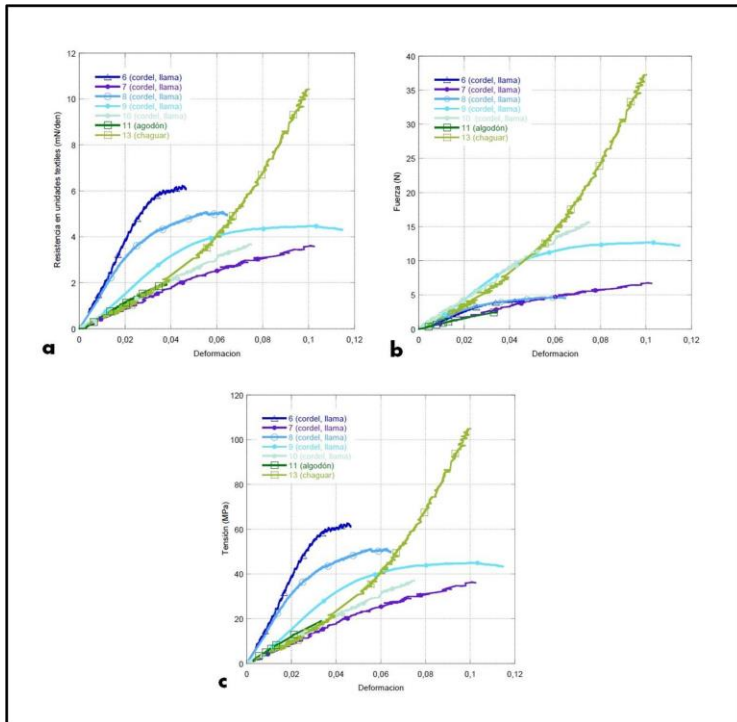 12
10
8
6
4
2
0
Resistencia en unidades textiles (mN/den)
6 (cordel, llama)
7 (cordel, llama)
8 (cordel, llama)
9 (cordel, llama)
10 (cordel, llama)
11 (agodón)
13 (chaguar)
0 0,02 0,04 0,06 0,08 0,1 0,12
Deformacion
a
40
35
30
25
20
15
10
5
0
Fuerza (N)
6 (cordel, llama)
7 (cordel, llama)
8 (cordel, llama)
9 (cordel, llama)
10 (cordel, llama)
11 (algodón)
13 (chaguar)
0 0,02 0,04 0,06 0,08 0,1 0,12
Deformacion
b
120
100
80
60
40
20
0
Tensión (MPa)
6 (cordel, llama)
7 (cordel, llama)
8 (cordel, llama)
9 (cordel, llama)
10 (cordel, llama)
11 (algodón)
13 (chaguar)
0 0,02 0,04 0,06 0,08 0,1 0,12
Deformacion
c